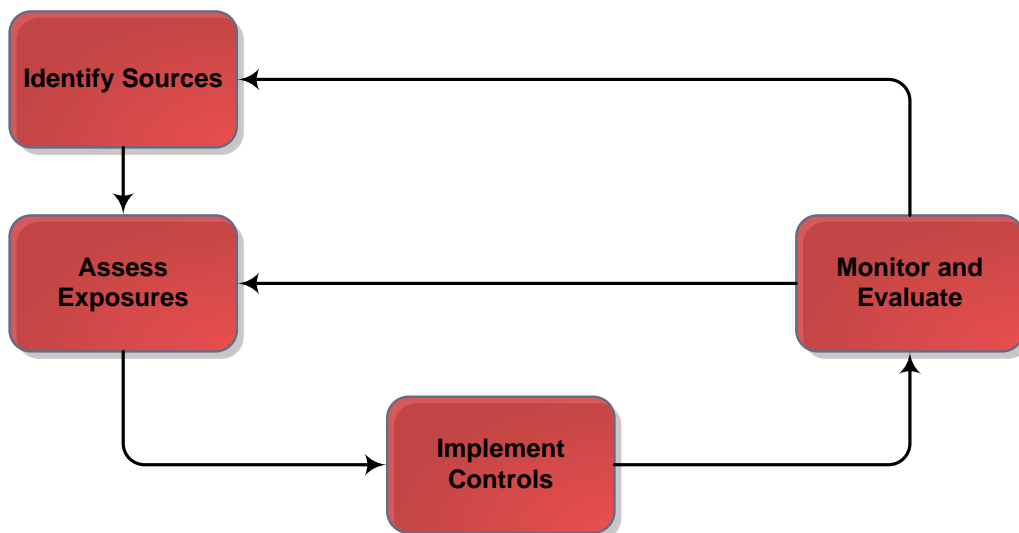 Identify Sources
Assess
Exposures
Monitor and
Evaluate
Implement
Controls